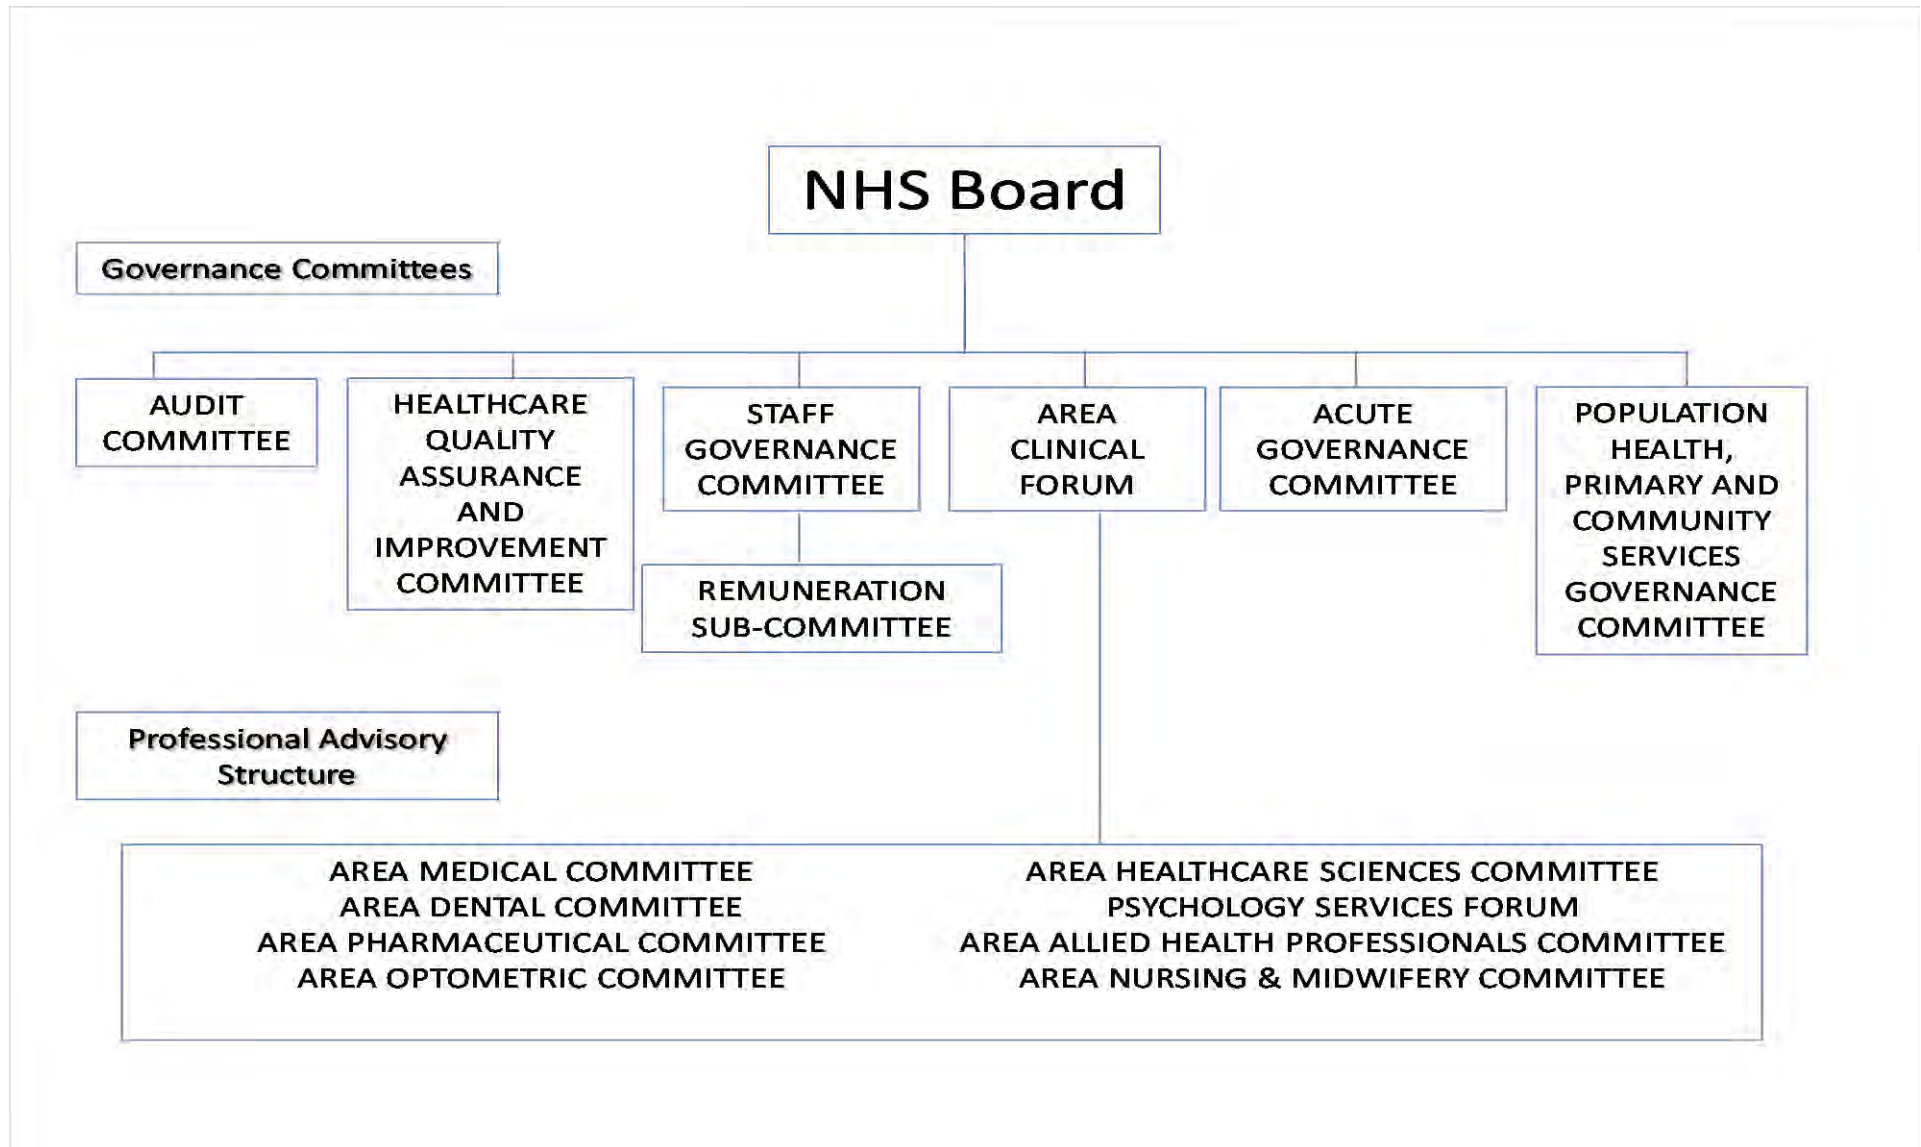 NHS Board
Governance Committees
AUDIT
COMMITTEE
HEALTHCARE
QUALITY
ASSURANCE
AND
IMPROVEMENT
COMMITTEE
STAFF
GOVERNANCE
COMMITTEE
AREA
CLINICAL
FORUM
ACUTE
GOVERNANCE
COMMITTEE
POPULATION
HEALTH,
PRIMARY AND
COMMUNITY
SERVICES
GOVERNANCE
COMMITTEE
REMUNERATION
SUB-COMMITTEE
Professional Advisory
Structure
AREA MEDICAL COMMITTEE
AREA DENTAL COMMITTEE
AREA PHARMACEUTICAL COMMITTEE
AREA OPTOMETRIC COMMITTEE
AREA HEALTHCARE SCIENCES COMMITTEE
PSYCHOLOGY SERVICES FORUM
AREA ALLIED HEALTH PROFESSIONALS COMMITTEE
AREA NURSING & MIDWIFERY COMMITTEE